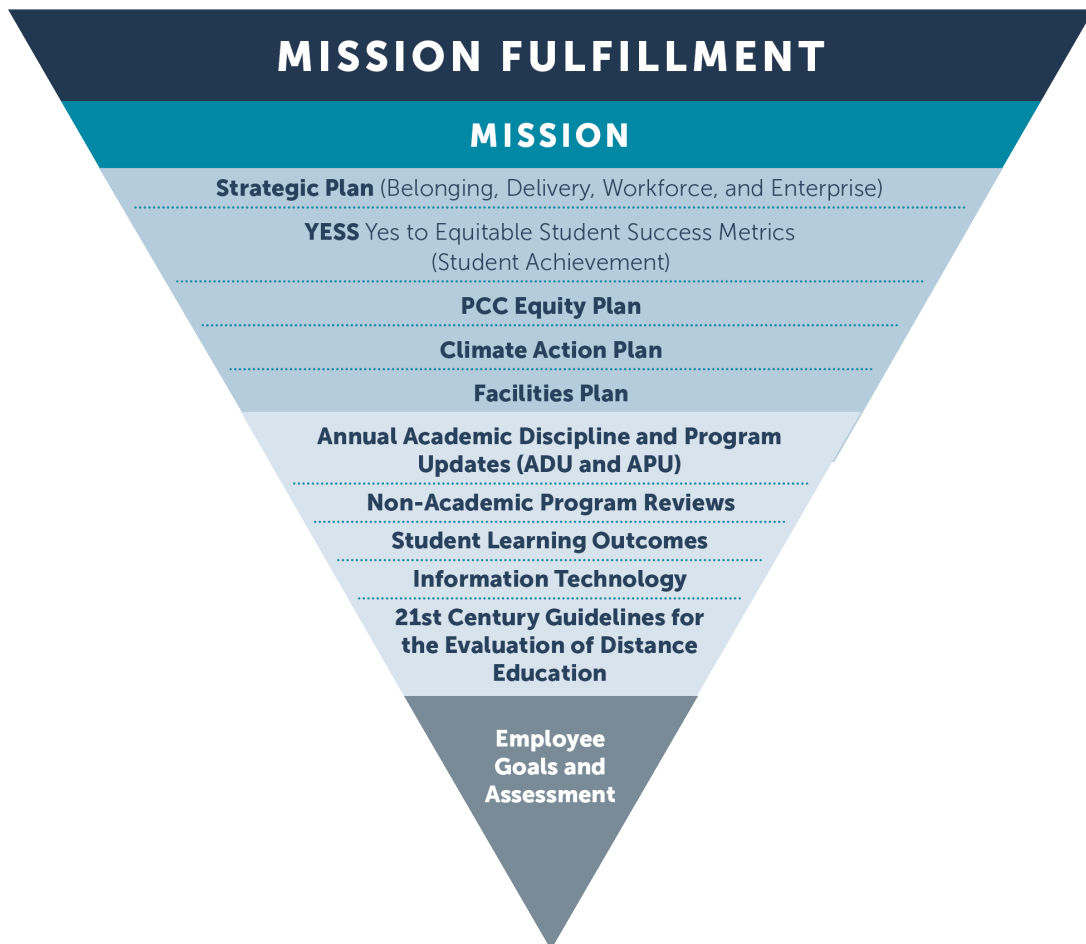 MISSION FULFILLMENT
MISSION
Strategic Plan (Belonging, Delivery, Workforce, and Enterprise)
YESS Yes to Equitable Student Success Metrics
(Student Achievement)
PCC Equity Plan
Climate Action Plan
Facilities Plan
Annual Academic Discipline and Program
Updates (ADU and APU)
Non-Academic Program Reviews
Student Learning Outcomes
Information Technology
21st Century Guidelines for
the Evaluation of Distance
Education
Employee
Goals and
Assessment